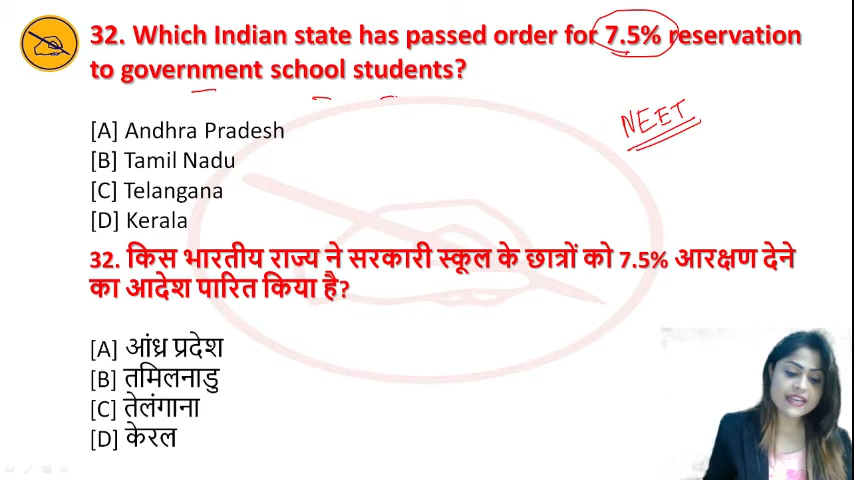 32. Which Indian state has passed order for 7.5% reservation
to government school students?
NEET
[A] Andhra Pradesh
[B] Tamil Nadu
[C] Telangana
[D] Kerala
32. किस भारतीय राज्य ने सरकारी स्कूल के छात्रों को 7.5% आरक्षण देने
का आदेश पारित किया है?
[A] आंध्र प्रदेश
[B] तमिलनाडु
[C] तेलंगाना
[D] केरल